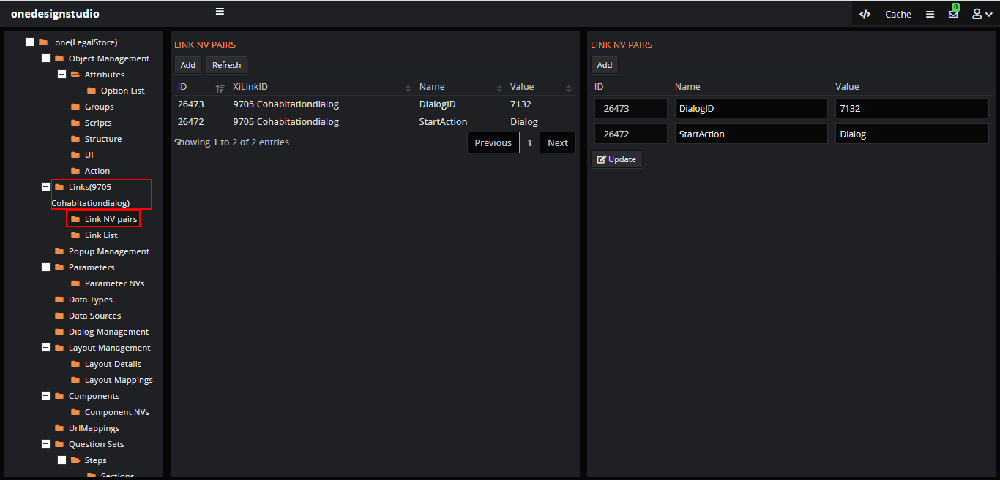 onedesignstudio
Cache
0
.one(LegalStore)
Object Management
Attributes
Option List
Groups
Scripts
Structure
UI
Action
Links(9705
Cohabitationdialog)
Link NV pairs
Link List
Popup Management
Parameters
Parameter NVs
Data Types
Data Sources
Dialog Management
Layout Management
Layout Details
Layout Mappings
Components
Component NVs
UrlMappings
Question Sets
Steps
Sections
LINK NV PAIRS
Add Refresh
ID XiLinkID Name Value
26473 9705 Cohabitationdialog DialogID 7132
26472 9705 Cohabitationdialog StartAction Dialog
Showing 1 to 2 of 2 entries
Previous 1 Next
LINK NV PAIRS
Add
ID Name Value
26473 DialogID 7132
26472 StartAction Dialog
Update